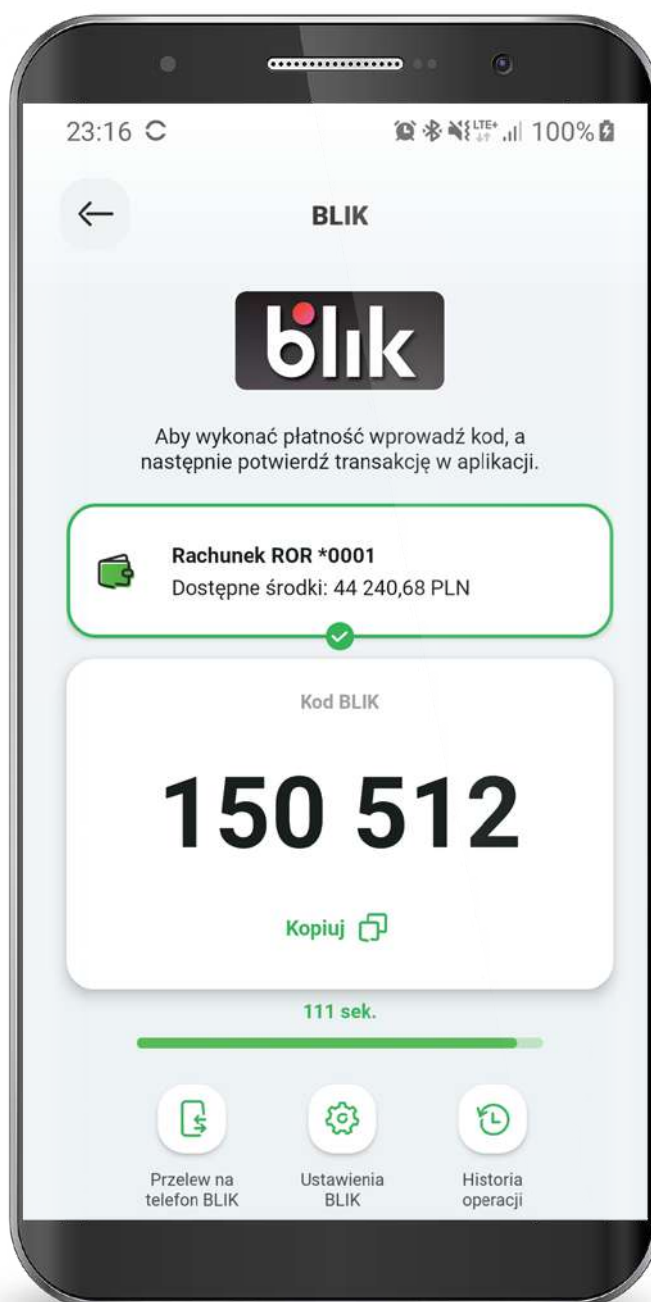 23:16
LTE+
100%
BLIK
blik
Aby wykonać płatność wprowadź kod, a
następnie potwierdź transakcję w aplikacji.
Rachunek ROR *0001
Dostępne środki: 44 240,68 PLN
Kod BLIK
150 512
Kopiuj
111 sek.
Przelew na
telefon BLIK
Ustawienia
BLIK
Historia
operacji